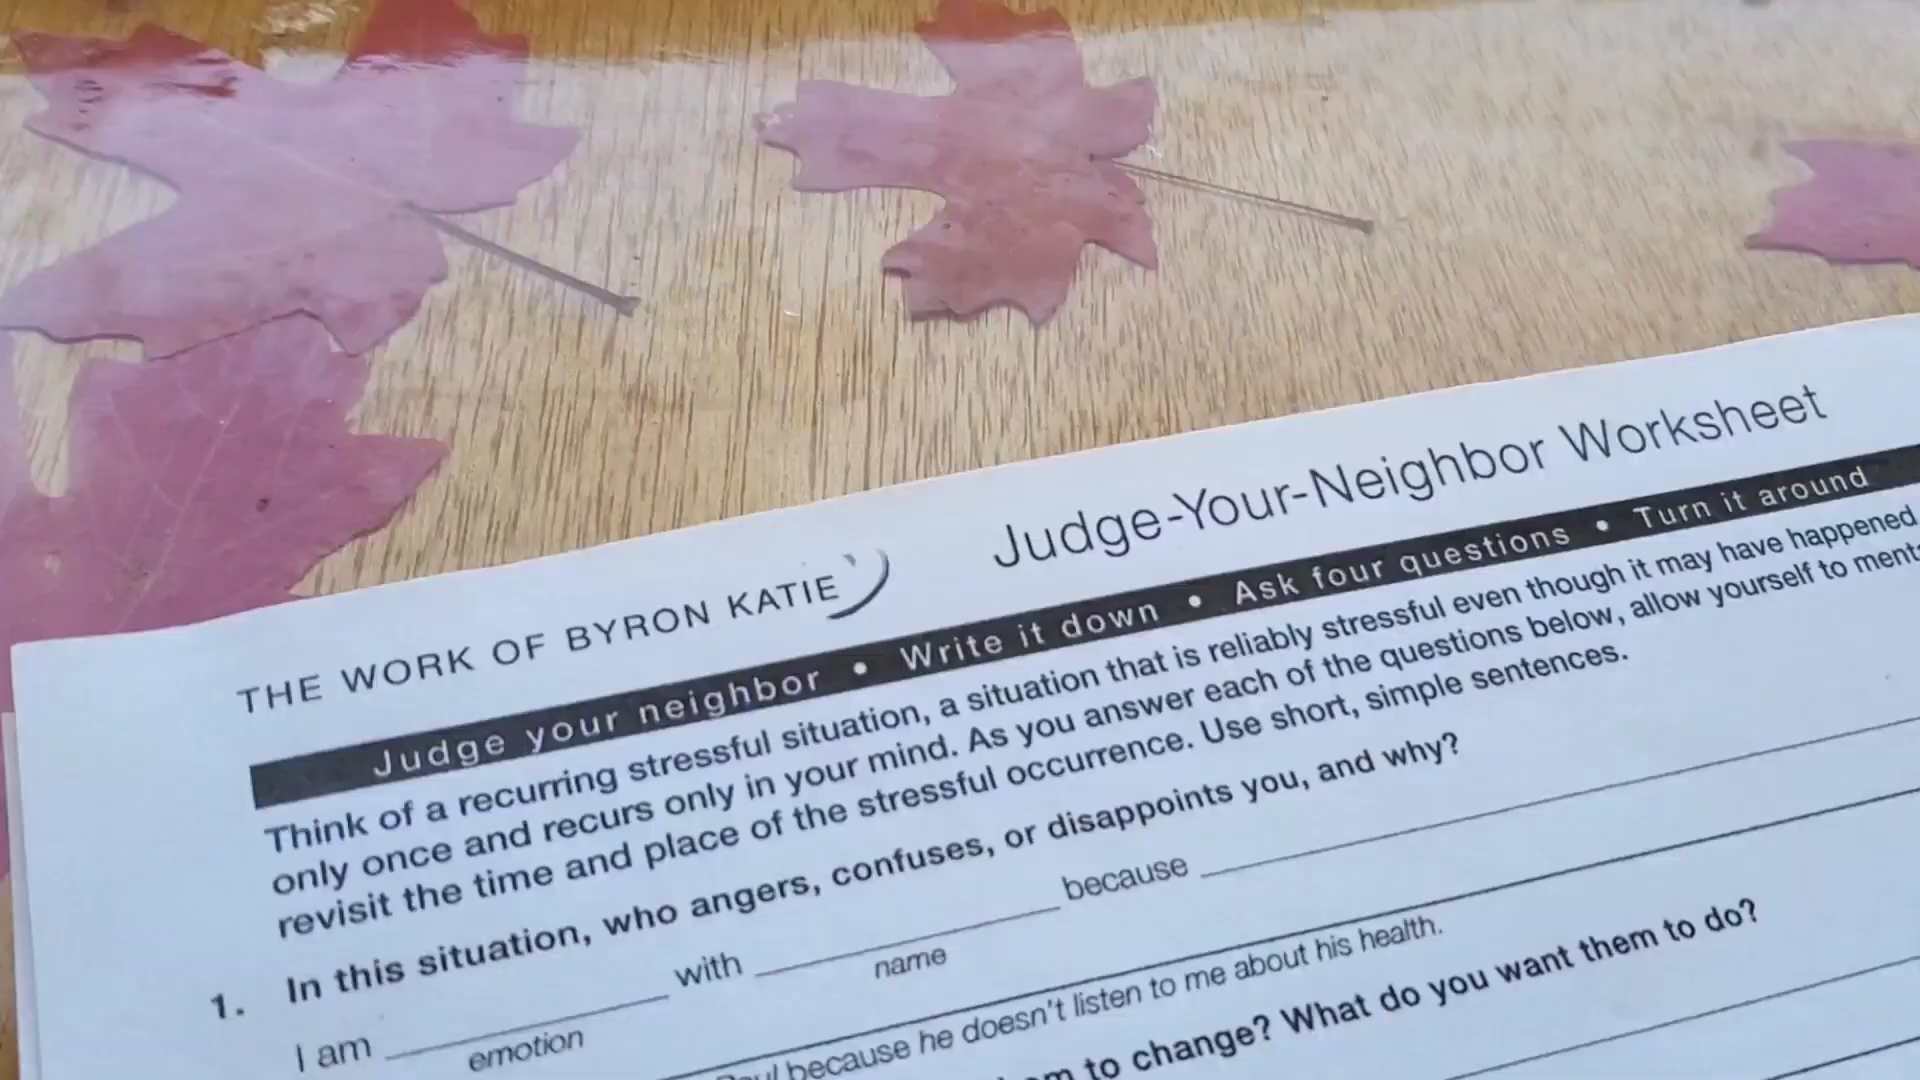 THE WORK OF BYRON KATIE
Judge-Your-Neighbor Worksheet
Judge your neighbor • Write it down • Ask four questions • Turn it around
Think of a recurring stressful situation, a situation that is reliably stressful even though it may have happened
only once and recurs only in your mind. As you answer each of the questions below, allow yourself to
revisit the time and place of the stressful occurrence. Use short, simple sentences.
1. In this situation, who angers, confuses, or disappoints you, and why?
I am with because
emotion name
because he doesn't listen to me about his health.
to change? What do you want them to do?